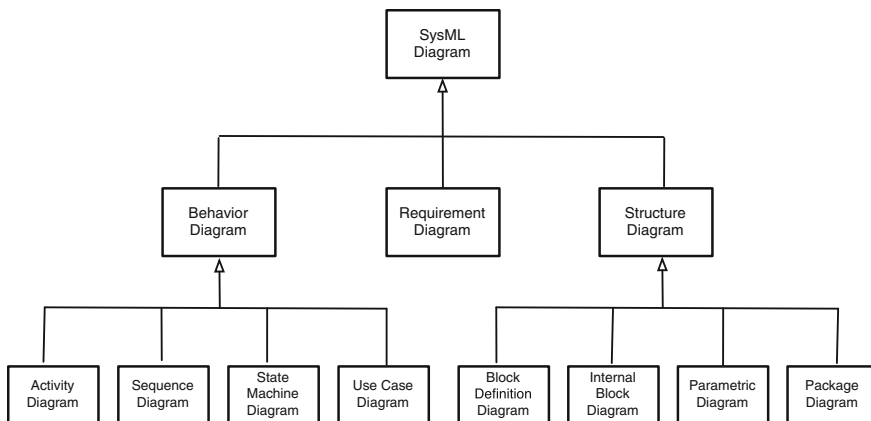 SysML
Diagram
Behavior
Diagram
Requirement
Diagram
Structure
Diagram
Activity
Diagram
Sequence
Diagram
State
Machine
Diagram
Use Case
Diagram
Block
Definition
Diagram
Internal
Block
Diagram
Parametric
Diagram
Package
Diagram